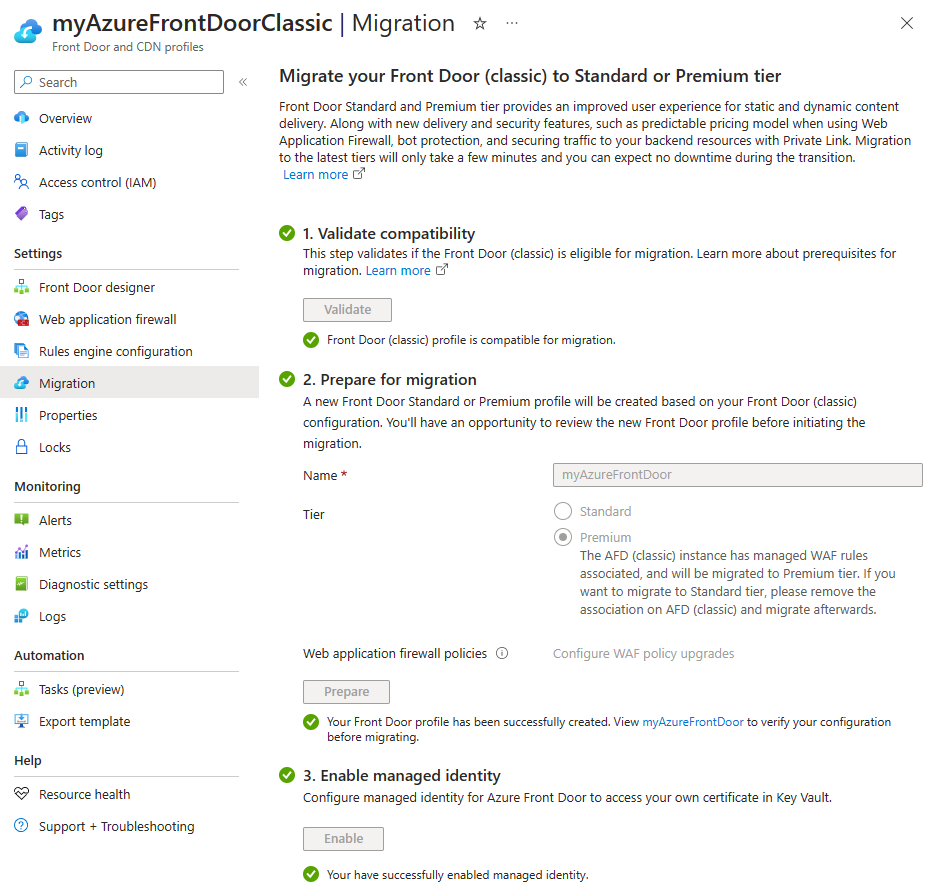 myAzureFrontDoorClassic | Migration
Front Door and CDN profiles
Search
Overview
Activity log
Access control (IAM)
Tags
Settings
Front Door designer
Web application firewall
Rules engine configuration
Migration
Properties
Locks
Monitoring
Alerts
Metrics
Diagnostic settings
Logs
Automation
Tasks (preview)
Export template
Help
Resource health
Support + Troubleshooting
Migrate your Front Door (classic) to Standard or Premium tier
Front Door Standard and Premium tier provides an improved user experience for static and dynamic content
delivery. Along with new delivery and security features, such as predictable pricing model when using Web
Application Firewall, bot protection, and securing traffic to your backend resources with Private Link. Migration
to the latest tiers will only take a few minutes and you can expect no downtime during the transition.
Learn more
1. Validate compatibility
This step validates if the Front Door (classic) is eligible for migration. Learn more about prerequisites for
migration. Learn more
Validate
Front Door (classic) profile is compatible for migration.
2. Prepare for migration
A new Front Door Standard or Premium profile will be created based on your Front Door (classic)
configuration. You'll have an opportunity to review the new Front Door profile before initiating the
migration.
Name *
myAzureFrontDoor
Tier
Standard
Premium
The AFD (classic) instance has managed WAF rules
associated, and will be migrated to Premium tier. If you
want to migrate to Standard tier, please remove the
association on AFD (classic) and migrate afterwards.
Web application firewall policies
Configure WAF policy upgrades
Prepare
Your Front Door profile has been successfully created. View myAzureFrontDoor to verify your configuration
before migrating.
3. Enable managed identity
Configure managed identity for Azure Front Door to access your own certificate in Key Vault.
Enable
Your have successfully enabled managed identity.